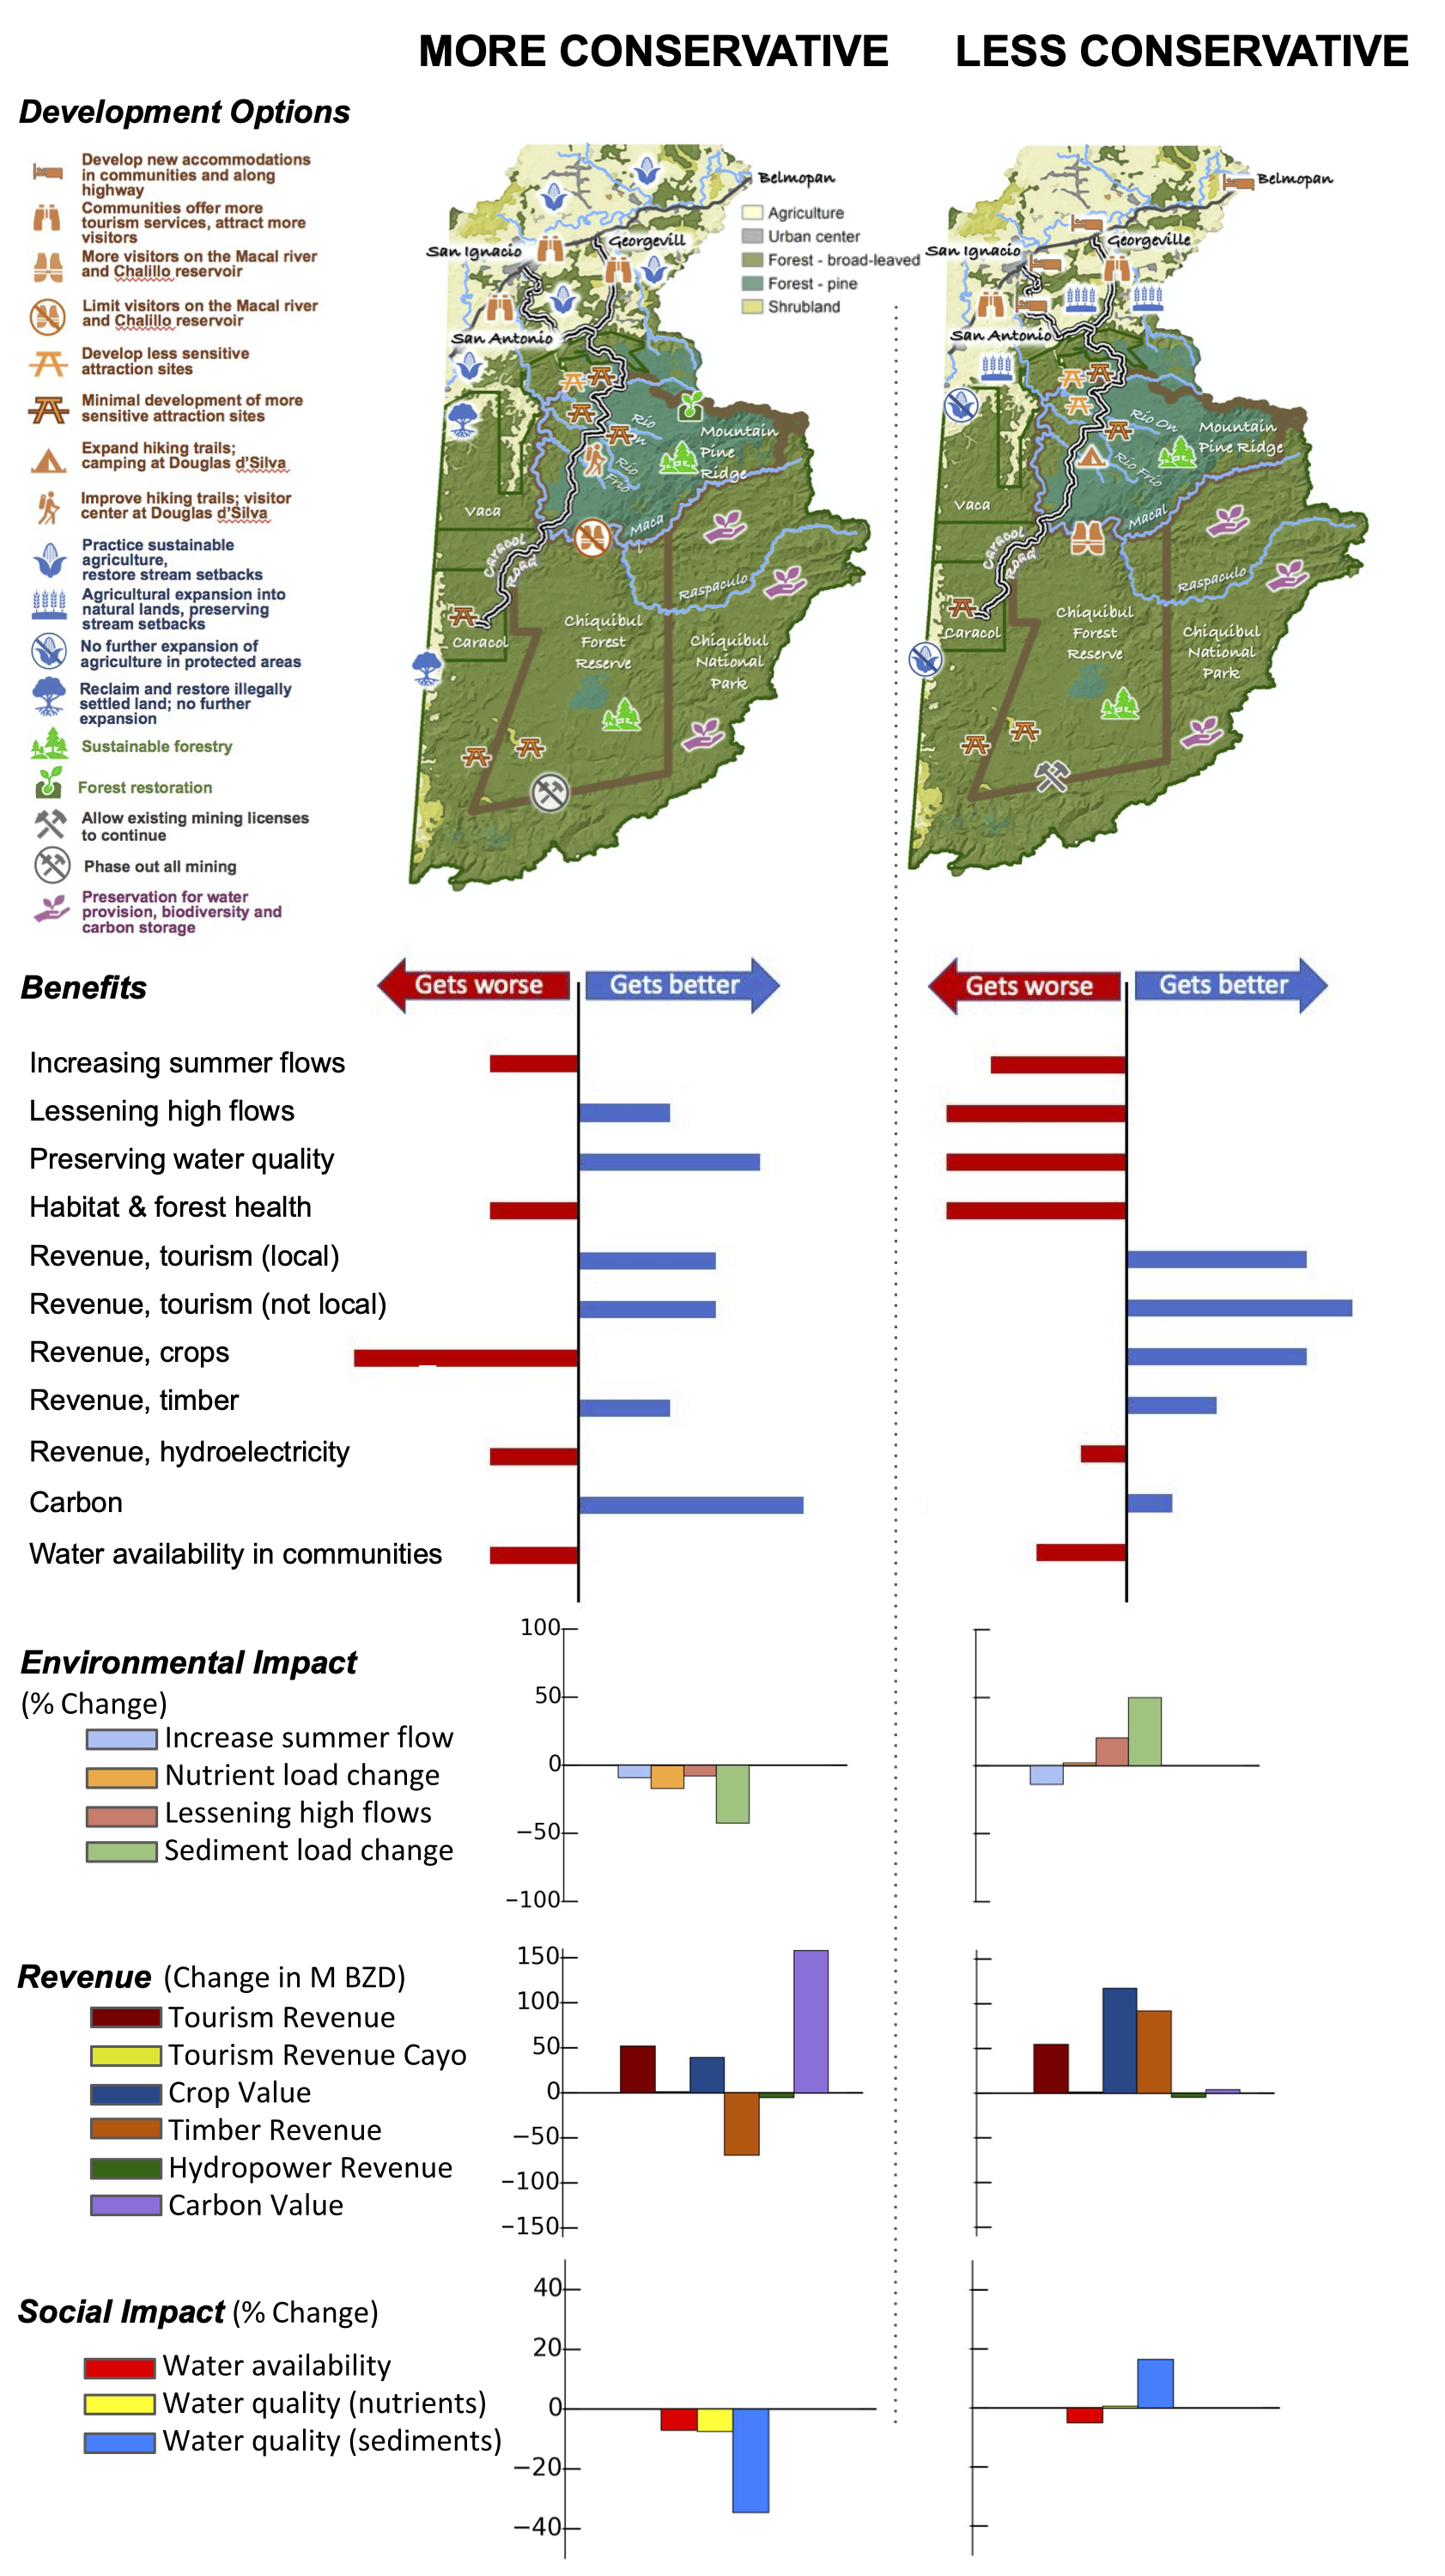 MORE CONSERVATIVE
LESS CONSERVATIVE
Development Options
Develop new accommodations
in communities and along
highway
Communities offer more
tourism services, attract more
visitors
More visitors on the Macal river
and Chalillo reservoir
Limit visitors on the Macal river
and Chalillo reservoir
Develop less sensitive
attraction sites
Minimal development of more
sensitive attraction sites
Expand hiking trails;
camping at Douglas d'Silva
Improve hiking trails; visitor
center at Douglas d'Silva
Practice sustainable
agriculture,
restore stream setbacks
Agricultural expansion into
natural lands, preserving
stream setbacks
No further expansion of
agriculture in protected areas
Reclaim and restore illegally
settled land; no further
expansion
Sustainable forestry
Forest restoration
Allow existing mining licenses
to continue
Phase out all mining
Preservation for water
provision, biodiversity and
carbon storage
Belmopan
San Ignacio
Georgevill
San Antonio
Rio
On
Mountain
Pine
Ridge
Rio
Frio
Vaca
Maca
l
Caracol
Road
Raspaculo
Caracol
Chiquibul
Forest
Reserve
Chiquibul
National
Park
Agriculture
Urban center
Forest - broad-leaved
Forest - pine
Shrubland
Belmopan
San Ignacio
Georgeville
San Antonio
Rio On
Mountain
Pine Ridge
Rio Frio
Vaca
Macal
Caracol
Road
Raspaculo
Caracol
Chiquibul
Forest
Reserve
Chiquibul
National
Park
Benefits
Gets worse
Gets better
Gets worse
Gets better
Increasing summer flows
Lessening high flows
Preserving water quality
Habitat & forest health
Revenue, tourism (local)
Revenue, tourism (not local)
Revenue, crops
Revenue, timber
Revenue, hydroelectricity
Carbon
Water availability in communities
Environmental Impact
(% Change)
Increase summer flow
Nutrient load change
Lessening high flows
Sediment load change
100
50
0
−50
−100
Revenue (Change in M BZD)
Tourism Revenue
Tourism Revenue Cayo
Crop Value
Timber Revenue
Hydropower Revenue
Carbon Value
150
100
50
0
−50
−100
−150
Social Impact (% Change)
Water availability
Water quality (nutrients)
Water quality (sediments)
40
20
0
−20
−40